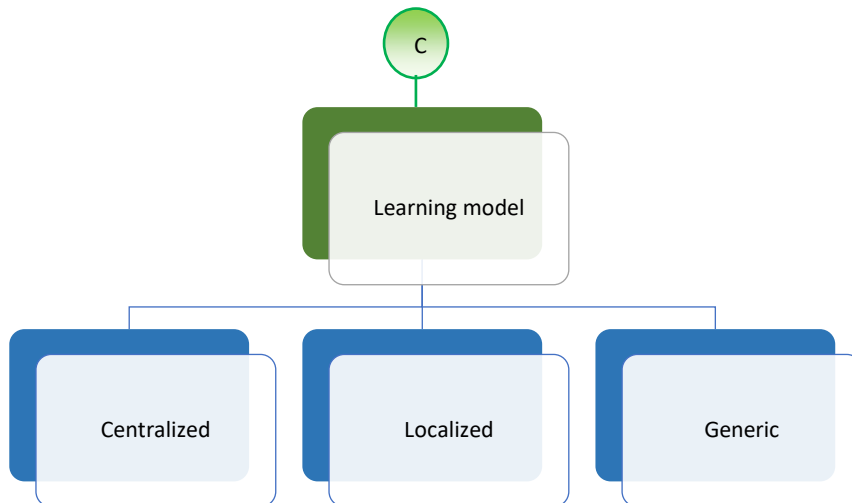 C
Learning model
Centralized
Localized
Generic